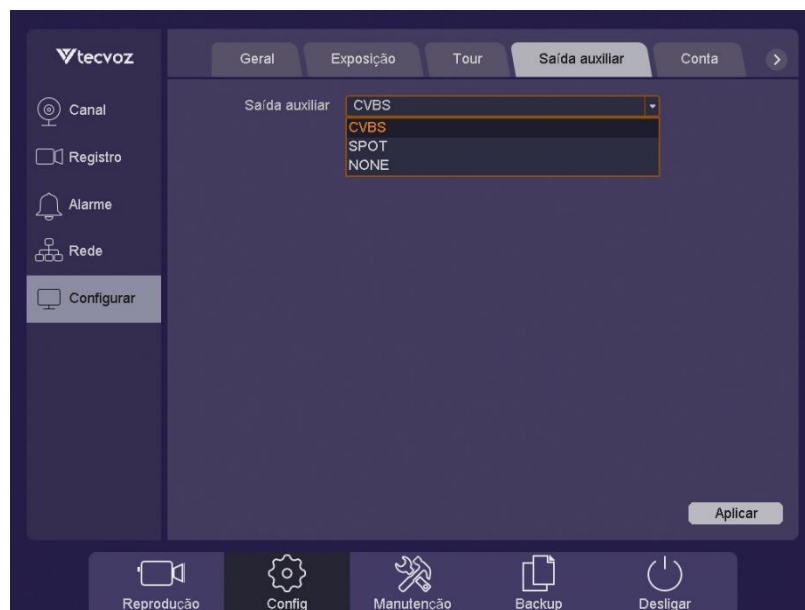 tecvoz
Geral
Exposição
Tour
Saída auxiliar
Conta
Canal
Registro
Alarme
Rede
Configurar
Saída auxiliar
CVBS
CVBS
SPOT
NONE
Aplicar
Reprodução
Config
Manutenção
Backup
Desligar